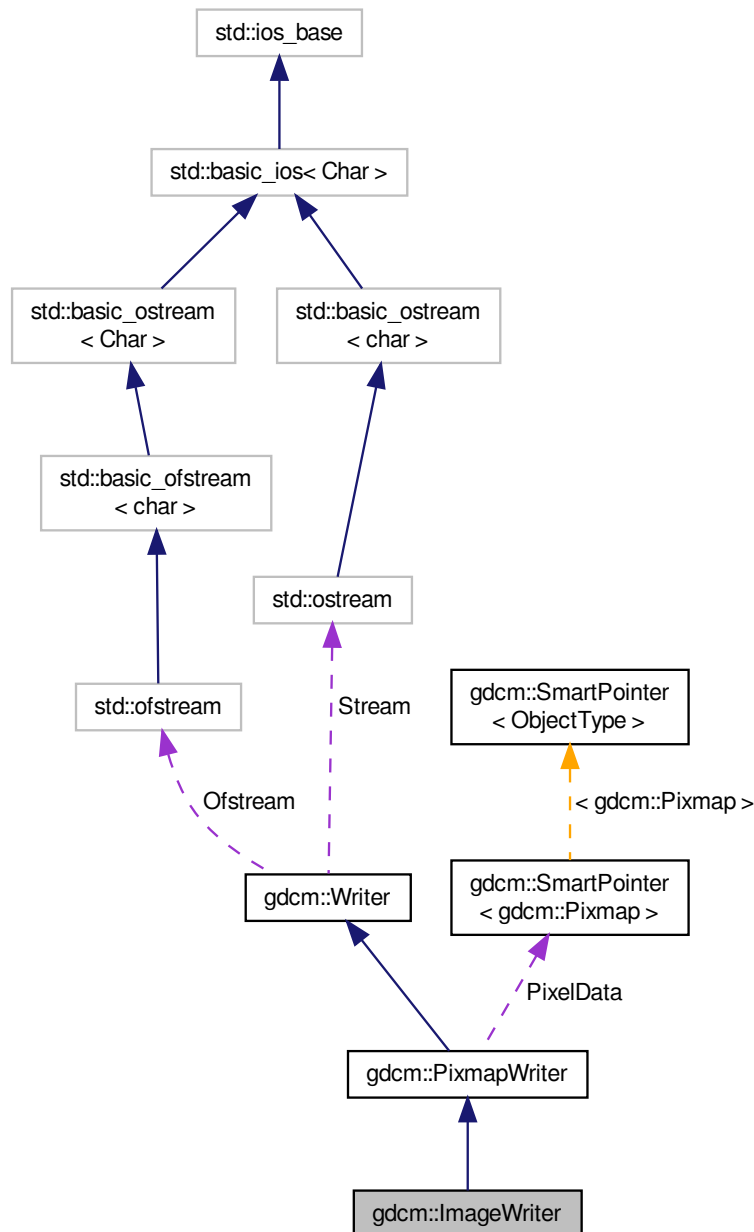 std::ios_base
std::basic_ios< Char >
std::basic_ostream
< Char >
std::basic_ostream
< char >
std::basic_ofstream
< char >
std::ostream
std::ofstream
Stream
gdcm::SmartPointer
< ObjectType >
Ofstream
< gdcm::Pixmap >
gdcm::Writer
gdcm::SmartPointer
< gdcm::Pixmap >
PixelData
gdcm::PixmapWriter
gdcm::ImageWriter